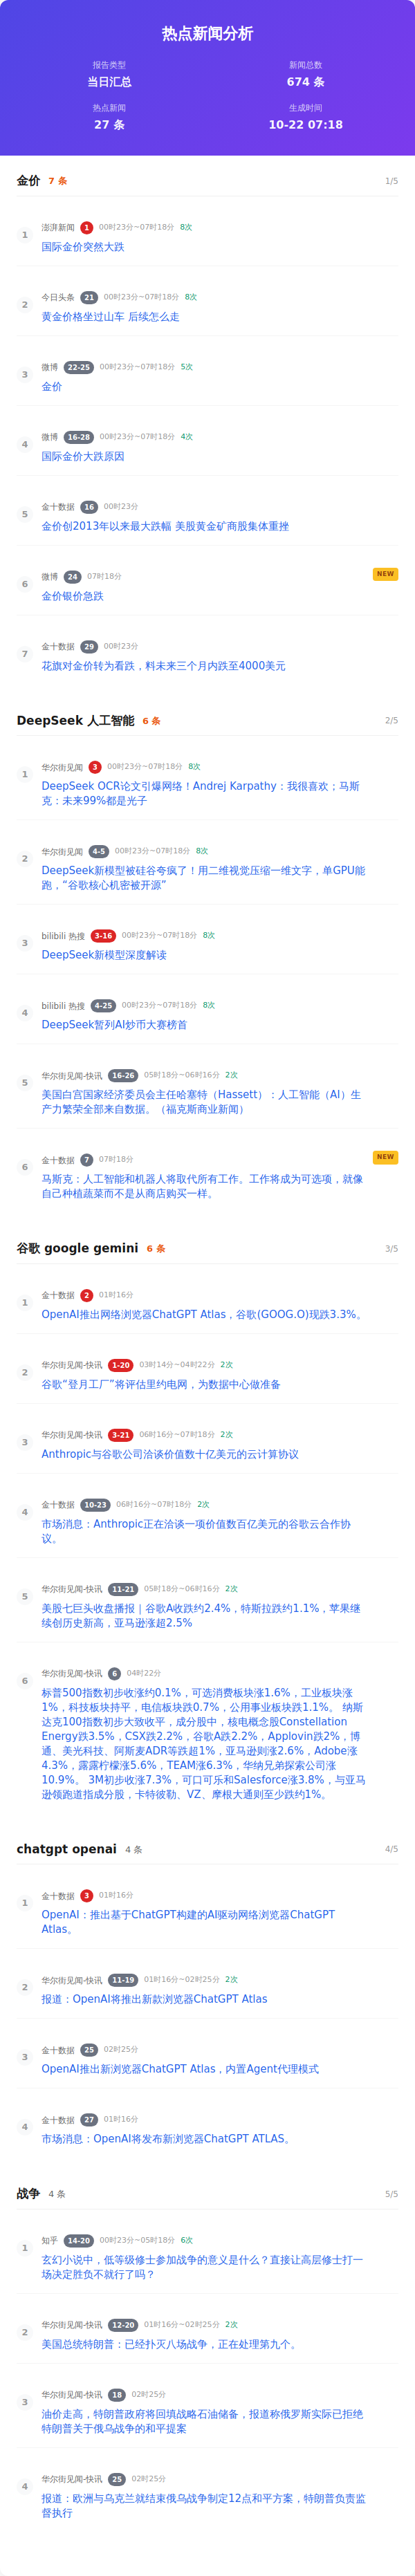 热点新闻分析
报告类型
当日汇总
新闻总数
674 条
热点新闻
27 条
生成时间
10-22 07:18
金价 7 条 1/5
1 澎湃新闻 1 00时23分~07时18分 8次
国际金价突然大跌
2 今日头条 21 00时23分~07时18分 8次
黄金价格坐过山车 后续怎么走
3 微博 22-25 00时23分~07时18分 5次
金价
4 微博 16-28 00时23分~07时18分 4次
国际金价大跌原因
5 金十数据 16 00时23分
金价创2013年以来最大跌幅 美股黄金矿商股集体重挫
6 微博 24 07时18分 NEW
金价银价急跌
7 金十数据 29 00时23分
花旗对金价转为看跌，料未来三个月内跌至4000美元
DeepSeek 人工智能 6 条 2/5
1 华尔街见闻 3 00时23分~07时18分 8次
DeepSeek OCR论文引爆网络！Andrej Karpathy：我很喜欢；马斯
克：未来99%都是光子
2 华尔街见闻 4-5 00时23分~07时18分 8次
DeepSeek新模型被硅谷夸疯了！用二维视觉压缩一维文字，单GPU能
跑，“谷歌核心机密被开源”
3 bilibili 热搜 3-16 00时23分~07时18分 8次
DeepSeek新模型深度解读
4 bilibili 热搜 4-25 00时23分~07时18分 8次
DeepSeek暂列AI炒币大赛榜首
5 华尔街见闻-快讯 16-26 05时18分~06时16分 2次
美国白宫国家经济委员会主任哈塞特（Hassett）：人工智能（AI）生
产力繁荣全部来自数据。（福克斯商业新闻）
6 金十数据 7 07时18分 NEW
马斯克：人工智能和机器人将取代所有工作。工作将成为可选项，就像
自己种植蔬菜而不是从商店购买一样。
谷歌 google gemini 6 条 3/5
1 金十数据 2 01时16分
OpenAI推出网络浏览器ChatGPT Atlas，谷歌(GOOG.O)现跌3.3%。
2 华尔街见闻-快讯 1-20 03时14分~04时22分 2次
谷歌“登月工厂”将评估里约电网，为数据中心做准备
3 华尔街见闻-快讯 3-21 06时16分~07时18分 2次
Anthropic与谷歌公司洽谈价值数十亿美元的云计算协议
4 金十数据 10-23 06时16分~07时18分 2次
市场消息：Anthropic正在洽谈一项价值数百亿美元的谷歌云合作协
议。
5 华尔街见闻-快讯 11-21 05时18分~06时16分 2次
美股七巨头收盘播报｜谷歌A收跌约2.4%，特斯拉跌约1.1%，苹果继
续创历史新高，亚马逊涨超2.5%
6 华尔街见闻-快讯 6 04时22分
标普500指数初步收涨约0.1%，可选消费板块涨1.6%，工业板块涨
1%，科技板块持平，电信板块跌0.7%，公用事业板块跌1.1%。 纳斯
达克100指数初步大致收平，成分股中，核电概念股Constellation
Energy跌3.5%，CSX跌2.2%，谷歌A跌2.2%，Applovin跌2%，博
通、美光科技、阿斯麦ADR等跌超1%，亚马逊则涨2.6%，Adobe涨
4.3%，露露柠檬涨5.6%，TEAM涨6.3%，华纳兄弟探索公司涨
10.9%。 3M初步收涨7.3%，可口可乐和Salesforce涨3.8%，与亚马
逊领跑道指成分股，卡特彼勒、VZ、摩根大通则至少跌约1%。
chatgpt openai 4 条 4/5
1 金十数据 3 01时16分
OpenAI：推出基于ChatGPT构建的AI驱动网络浏览器ChatGPT
Atlas。
2 华尔街见闻-快讯 11-19 01时16分~02时25分 2次
报道：OpenAI将推出新款浏览器ChatGPT Atlas
3 金十数据 25 02时25分
OpenAI推出新浏览器ChatGPT Atlas，内置Agent代理模式
4 金十数据 27 01时16分
市场消息：OpenAI将发布新浏览器ChatGPT ATLAS。
战争 4 条 5/5
1 知乎 14-20 00时23分~05时18分 6次
玄幻小说中，低等级修士参加战争的意义是什么？直接让高层修士打一
场决定胜负不就行了吗？
2 华尔街见闻-快讯 12-20 01时16分~02时25分 2次
美国总统特朗普：已经扑灭八场战争，正在处理第九个。
3 华尔街见闻-快讯 18 02时25分
油价走高，特朗普政府将回填战略石油储备，报道称俄罗斯实际已拒绝
特朗普关于俄乌战争的和平提案
4 华尔街见闻-快讯 25 02时25分
报道：欧洲与乌克兰就结束俄乌战争制定12点和平方案，特朗普负责监
督执行